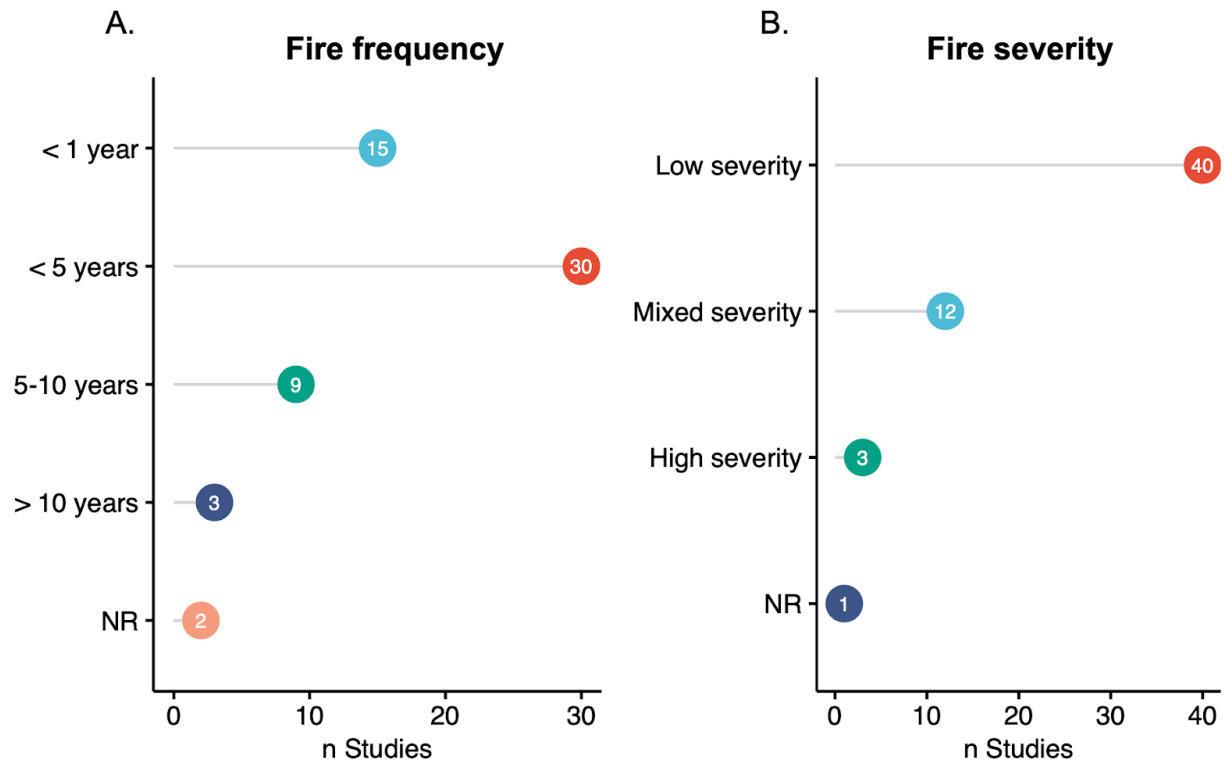 A.
Fire frequency
< 1 year
15
< 5 years
30
5-10 years
9
> 10 years
3
NR
2
0 10 20 30
n Studies
B.
Fire severity
Low severity
40
Mixed severity
12
High severity
3
NR
1
0 10 20 30 40
n Studies